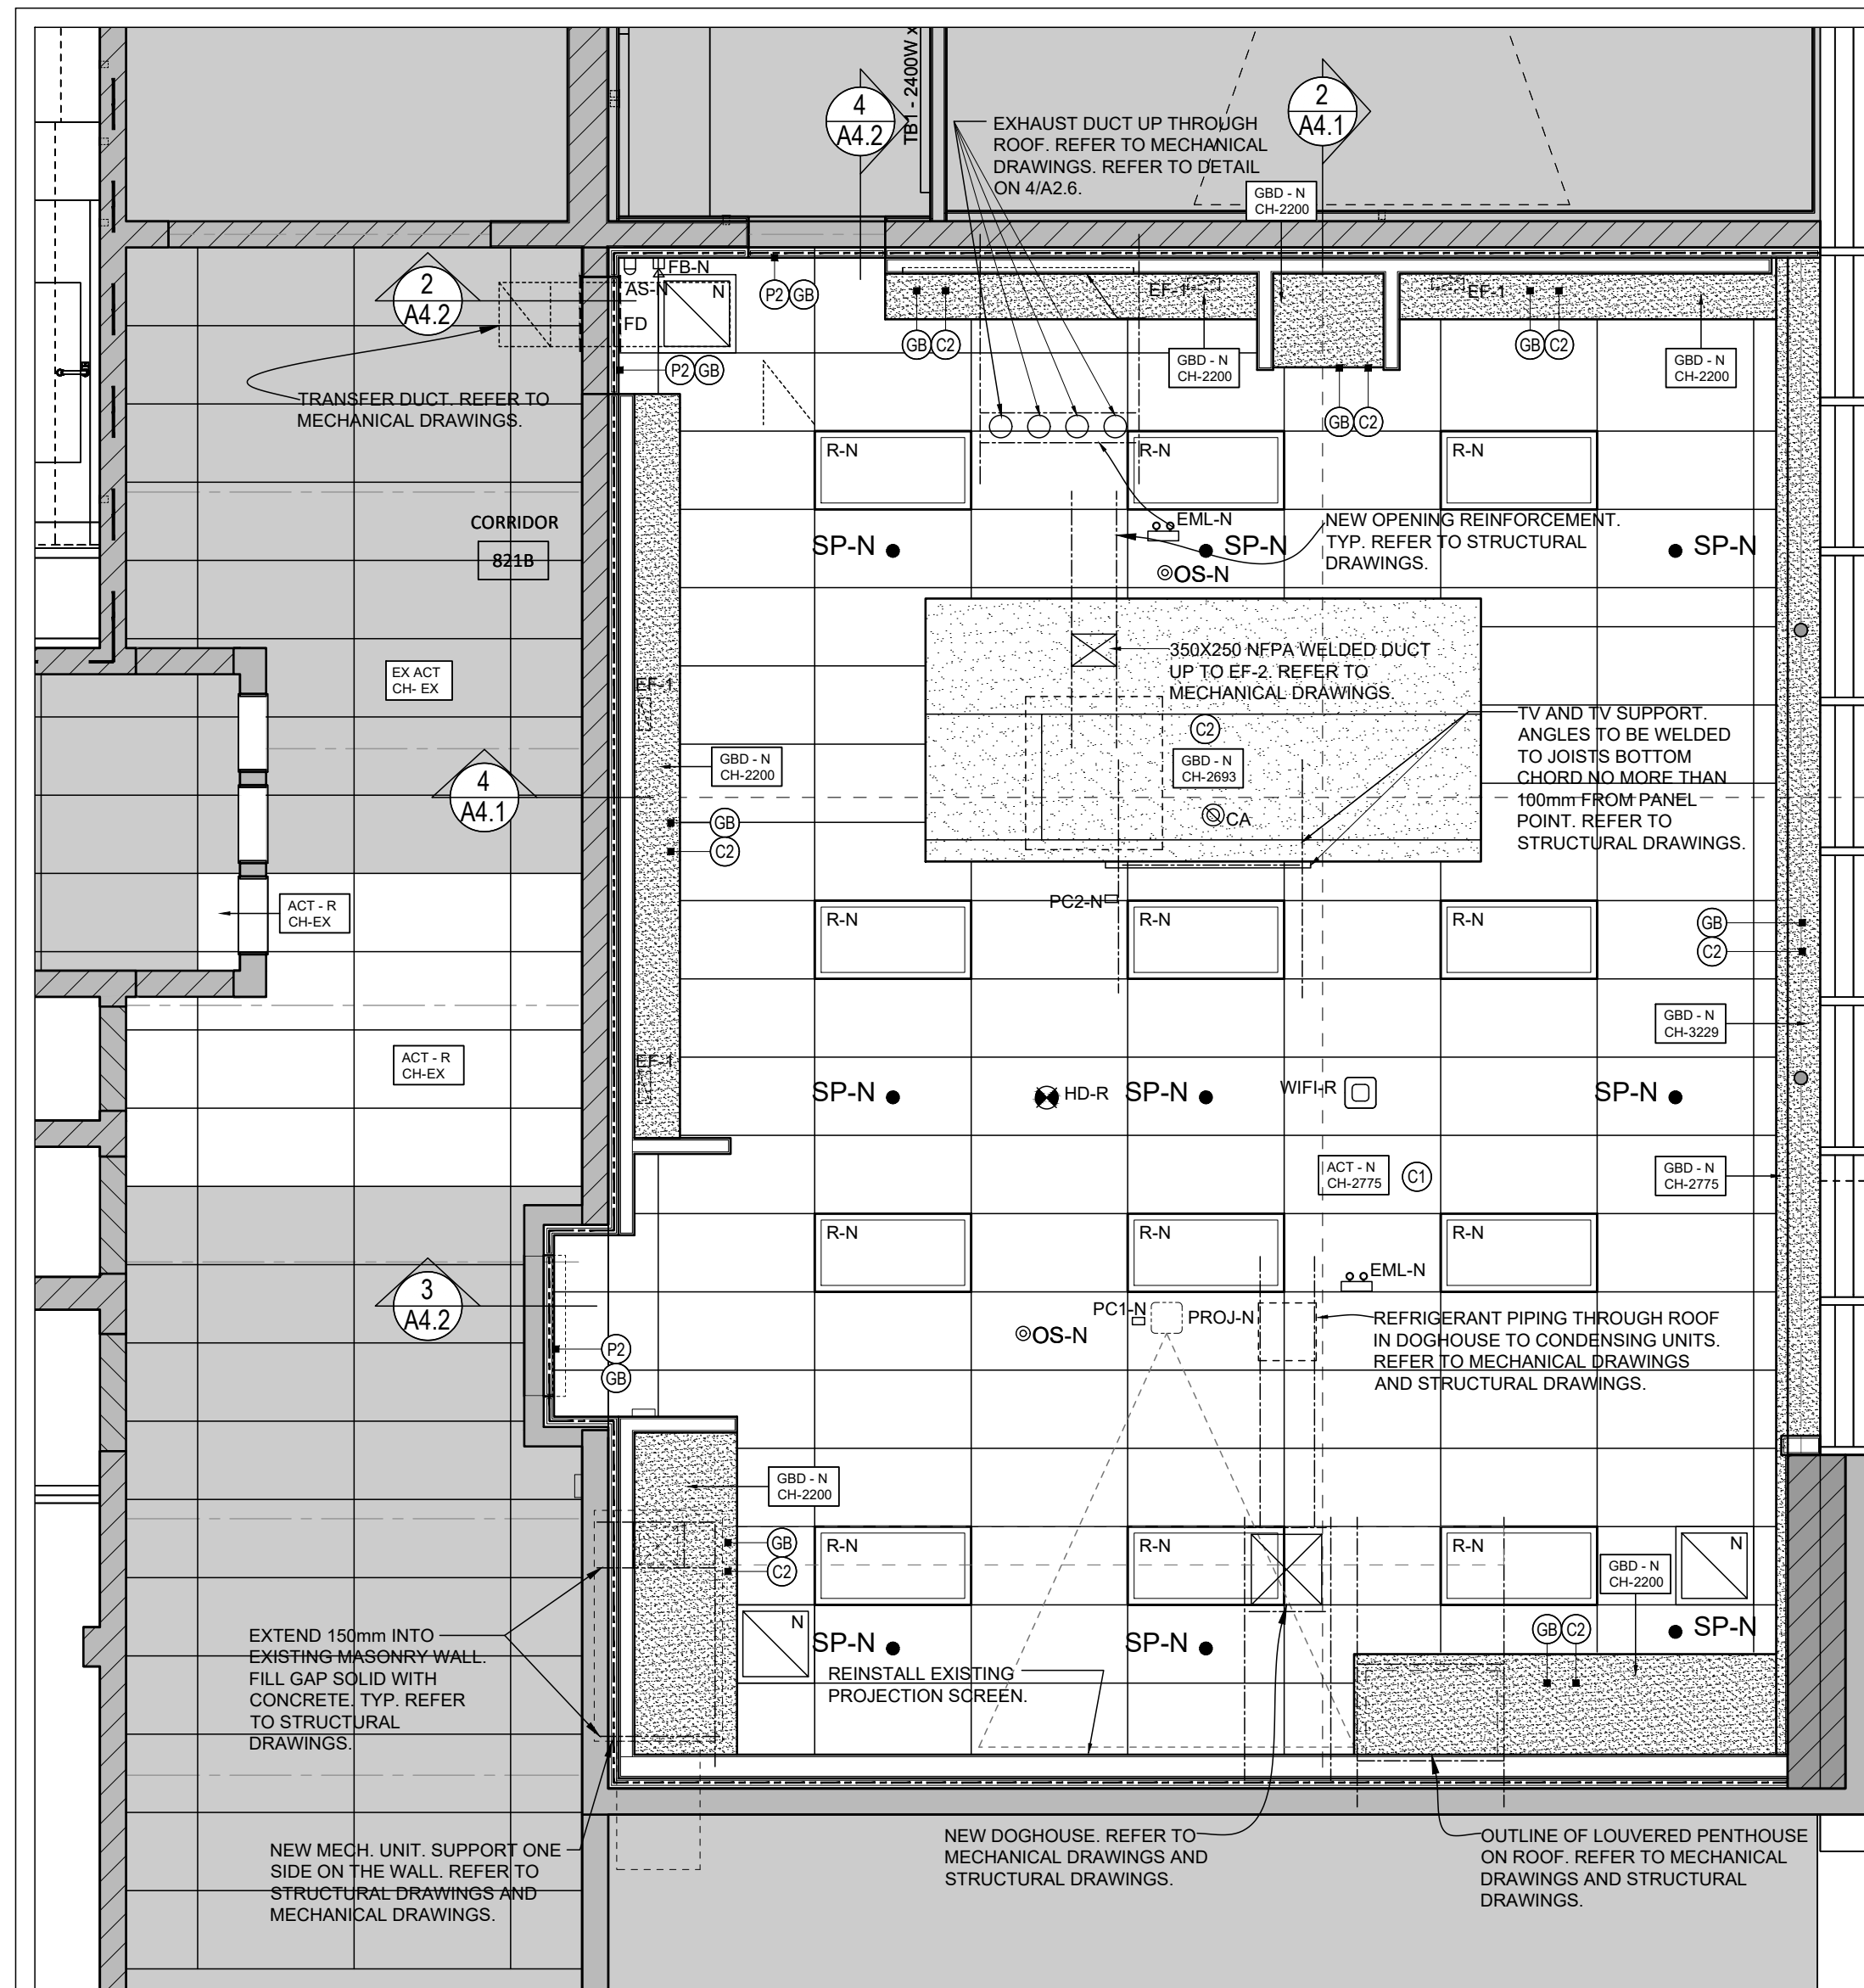 4
A4.2
TB1 - 2400W x
2
A4.1
EXHAUST DUCT UP THROUGH
ROOF. REFER TO MECHANICAL
DRAWINGS. REFER TO DETAIL
ON 4/A2.6.
GBD - N
CH-2200
2
A4.2
FB-N
AS-N
N
FD
P2
GB
EF-1
EF-1
GB
C2
GBD - N
CH-2200
GB
C2
GBD - N
CH-2200
P2
GB
TRANSFER DUCT. REFER TO
MECHANICAL DRAWINGS.
GB
C2
R-N
R-N
R-N
CORRIDOR
821B
SP-N
EML-N
SP-N
NEW OPENING REINFORCEMENT.
TYP. REFER TO STRUCTURAL
DRAWINGS.
SP-N
OS-N
EX ACT
CH- EX
EF-1
350X250 NFPA WELDED DUCT
UP TO EF-2. REFER TO
MECHANICAL DRAWINGS.
C2
GBD - N
CH-2693
CA
TV AND TV SUPPORT.
ANGLES TO BE WELDED
TO JOISTS BOTTOM
CHORD NO MORE THAN
100mm FROM PANEL
POINT. REFER TO
STRUCTURAL DRAWINGS.
GBD - N
CH-2200
4
A4.1
GB
C2
ACT - R
CH-EX
PC2-N
R-N
R-N
R-N
GB
C2
GBD - N
CH-3229
ACT - R
CH-EX
EF-1
SP-N
HD-R
SP-N
WIFI-R
SP-N
ACT - N
CH-2775
C1
GBD - N
CH-2775
R-N
R-N
R-N
3
A4.2
EML-N
PC1-N
PROJ-N
OS-N
REFRIGERANT PIPING THROUGH ROOF
IN DOGHOUSE TO CONDENSING UNITS.
REFER TO MECHANICAL DRAWINGS
AND STRUCTURAL DRAWINGS.
P2
GB
GBD - N
CH-2200
GB
C2
R-N
R-N
R-N
GBD - N
CH-2200
N
EXTEND 150mm INTO
EXISTING MASONRY WALL.
FILL GAP SOLID WITH
CONCRETE. TYP. REFER
TO STRUCTURAL
DRAWINGS.
N
SP-N
SP-N
GB
C2
SP-N
REINSTALL EXISTING
PROJECTION SCREEN.
NEW MECH. UNIT. SUPPORT ONE
SIDE ON THE WALL. REFER TO
STRUCTURAL DRAWINGS AND
MECHANICAL DRAWINGS.
NEW DOGHOUSE. REFER TO
MECHANICAL DRAWINGS AND
STRUCTURAL DRAWINGS.
OUTLINE OF LOUVERED PENTHOUSE
ON ROOF. REFER TO MECHANICAL
DRAWINGS AND STRUCTURAL
DRAWINGS.